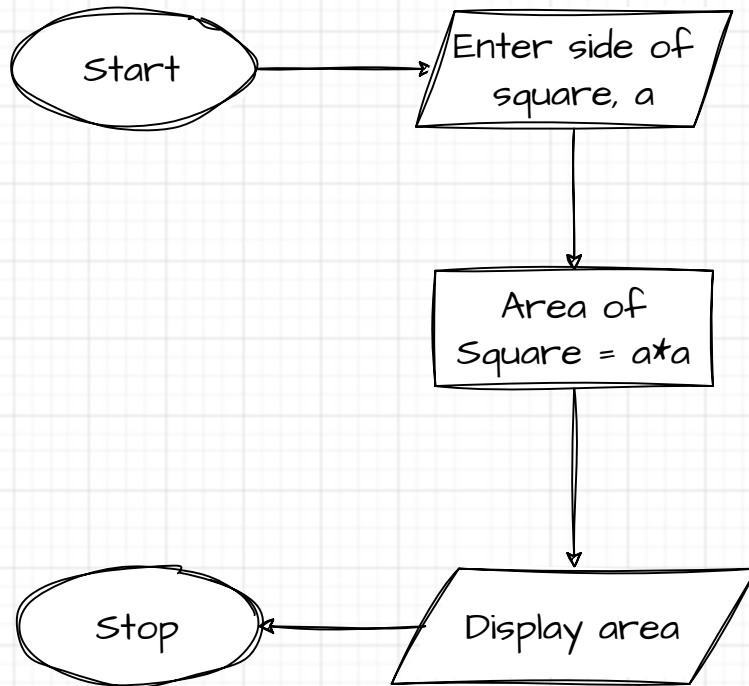 Start
Enter side of
square, a
Area of
Square = a*a
Display area
Stop